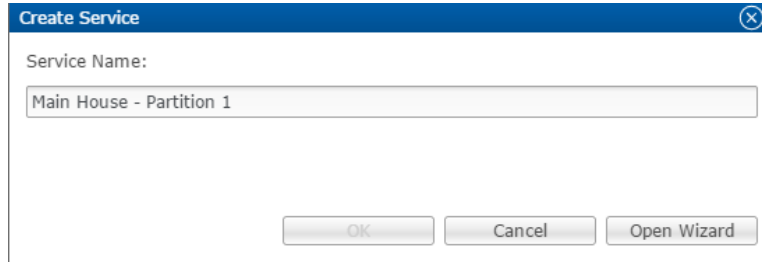 Create Service
Service Name:
Main House - Partition 1
OK Cancel Open Wizard